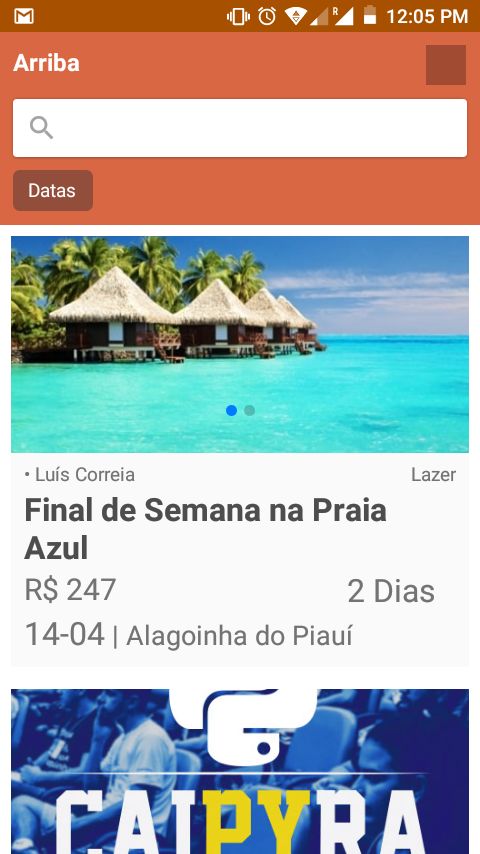 R 12:05 PM
Arriba
Datas
• Luís Correia Lazer
Final de Semana na Praia
Azul
R$ 247 2 Dias
14-04 | Alagoinha do Piauí
CAIPYRA